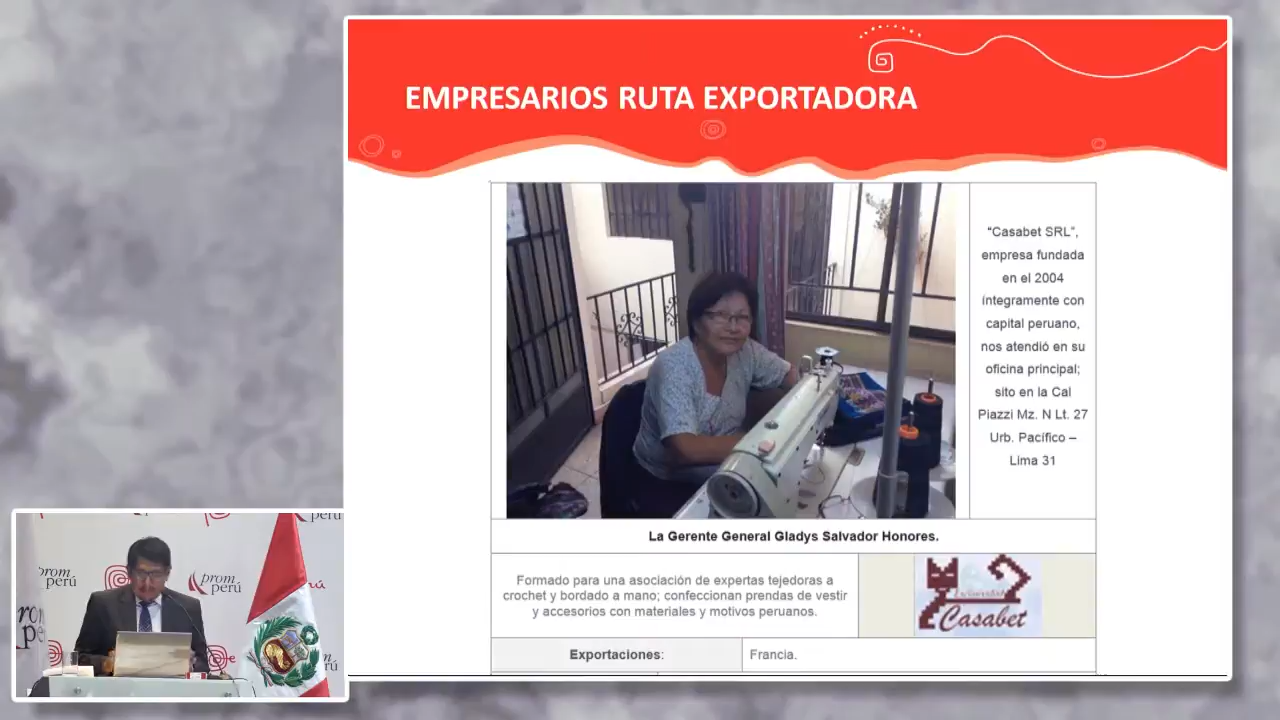 EMPRESARIOS RUTA EXPORTADORA
“Casabet SRL”,
empresa fundada
en el 2004
íntegramente con
capital peruano,
nos atendió en su
oficina principal;
sito en la Cal
Piazzi Mz. N Lt. 27
Urb. Pacífico –
Lima 31
La Gerente General Gladys Salvador Honores.
Formado para una asociación de expertas tejedoras a
crochet y bordado a mano; confeccionan prendas de vestir
y accesorios con materiales y motivos peruanos.
Casabet
Exportaciones:
Francia.
prom
perú
prom
perú
perú